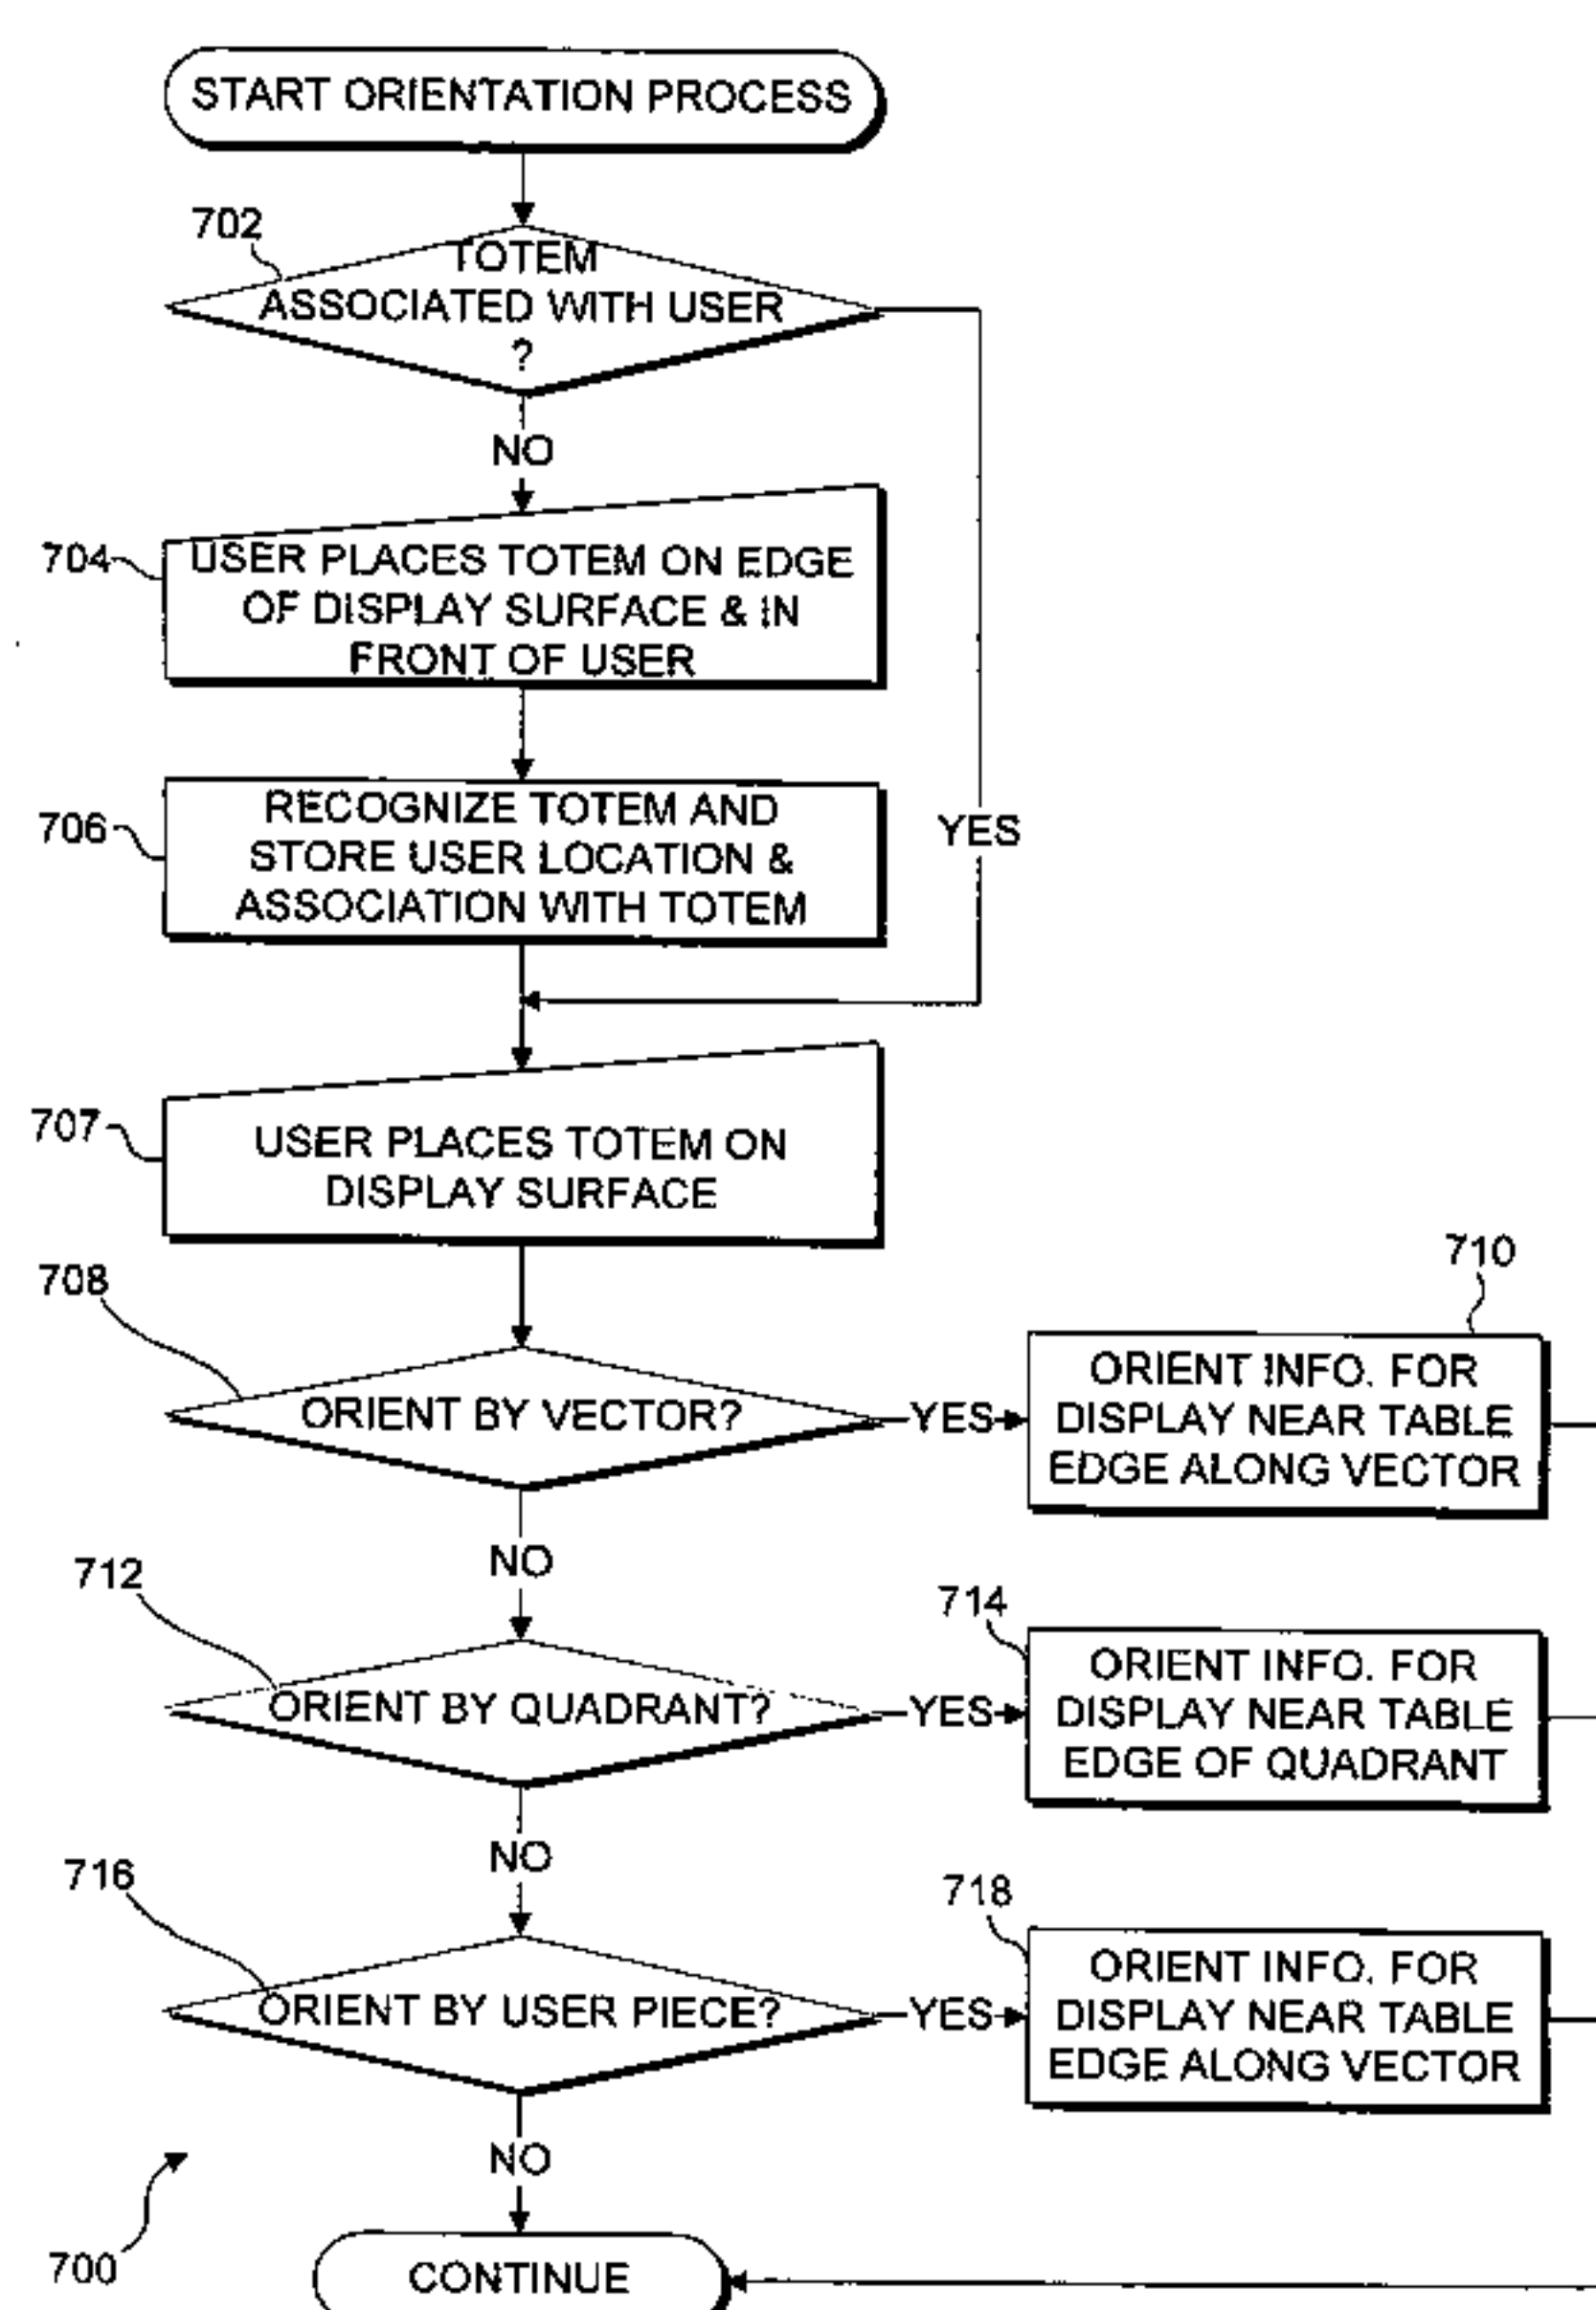 START ORIENTATION PROCESS
702
TOTEM
ASSOCIATED WITH USER
?
NO
YES
704
USER PLACES TOTEM ON EDGE
OF DISPLAY SURFACE & IN
FRONT OF USER
706
RECOGNIZE TOTEM AND
STORE USER LOCATION &
ASSOCIATION WITH TOTEM
707
USER PLACES TOTEM ON
DISPLAY SURFACE
708
ORIENT BY VECTOR?
YES
710
ORIENT INFO. FOR
DISPLAY NEAR TABLE
EDGE ALONG VECTOR
NO
712
ORIENT BY QUADRANT?
YES
714
ORIENT INFO. FOR
DISPLAY NEAR TABLE
EDGE OF QUADRANT
NO
716
ORIENT BY USER PIECE?
YES
718
ORIENT INFO. FOR
DISPLAY NEAR TABLE
EDGE ALONG VECTOR
NO
700
CONTINUE